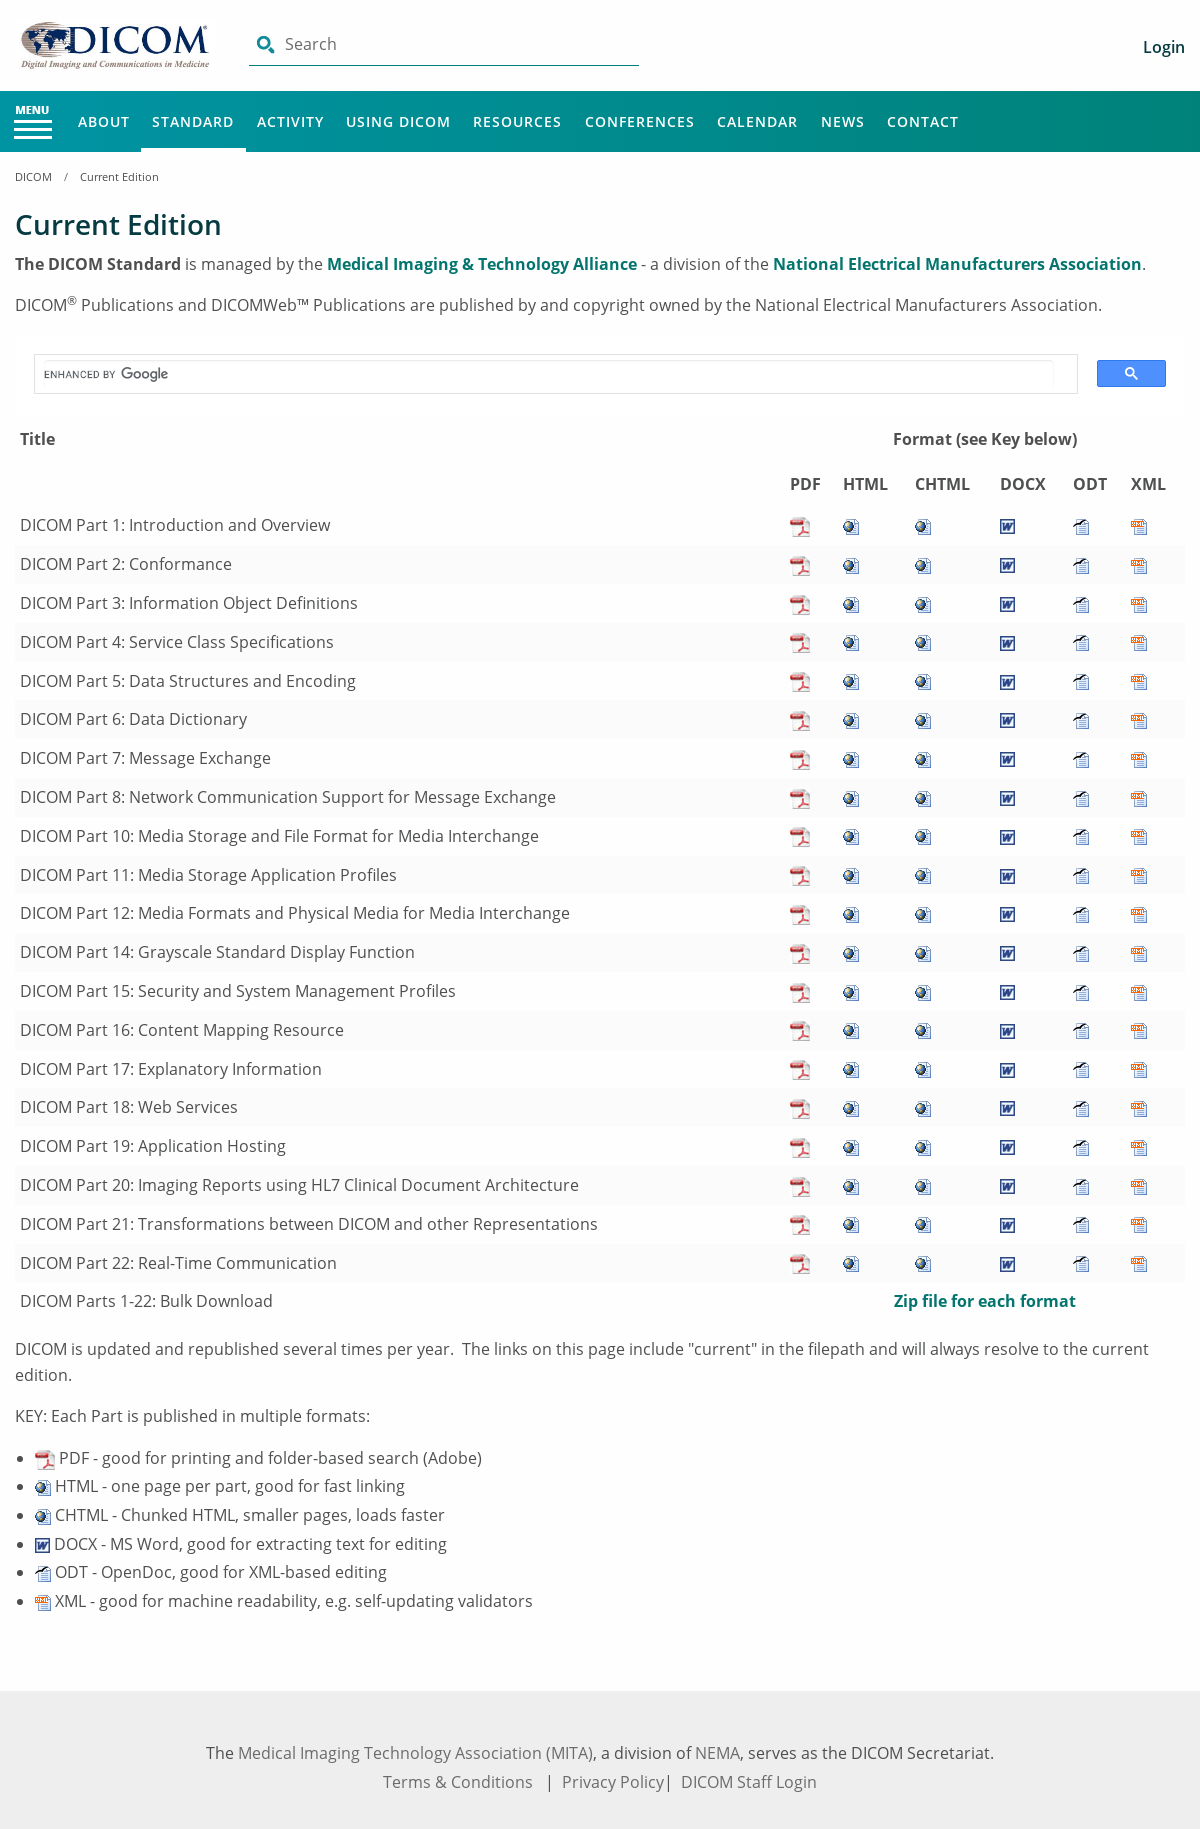 DICOM®
Digital Imaging and Communications in Medicine
Search
Login
MENU
ABOUT STANDARD ACTIVITY USING DICOM RESOURCES CONFERENCES CALENDAR NEWS CONTACT
DICOM / Current Edition
Current Edition
The DICOM Standard is managed by the Medical Imaging & Technology Alliance - a division of the National Electrical Manufacturers Association.
DICOM® Publications and DICOMWeb™ Publications are published by and copyright owned by the National Electrical Manufacturers Association.
ENHANCED BY Google
Title Format (see Key below)
PDF HTML CHTML DOCX ODT XML
DICOM Part 1: Introduction and Overview
DICOM Part 2: Conformance
DICOM Part 3: Information Object Definitions
DICOM Part 4: Service Class Specifications
DICOM Part 5: Data Structures and Encoding
DICOM Part 6: Data Dictionary
DICOM Part 7: Message Exchange
DICOM Part 8: Network Communication Support for Message Exchange
DICOM Part 10: Media Storage and File Format for Media Interchange
DICOM Part 11: Media Storage Application Profiles
DICOM Part 12: Media Formats and Physical Media for Media Interchange
DICOM Part 14: Grayscale Standard Display Function
DICOM Part 15: Security and System Management Profiles
DICOM Part 16: Content Mapping Resource
DICOM Part 17: Explanatory Information
DICOM Part 18: Web Services
DICOM Part 19: Application Hosting
DICOM Part 20: Imaging Reports using HL7 Clinical Document Architecture
DICOM Part 21: Transformations between DICOM and other Representations
DICOM Part 22: Real-Time Communication
DICOM Parts 1-22: Bulk Download Zip file for each format
DICOM is updated and republished several times per year.  The links on this page include "current" in the filepath and will always resolve to the current
edition.
KEY: Each Part is published in multiple formats:
• PDF - good for printing and folder-based search (Adobe)
• HTML - one page per part, good for fast linking
• CHTML - Chunked HTML, smaller pages, loads faster
• DOCX - MS Word, good for extracting text for editing
• ODT - OpenDoc, good for XML-based editing
• XML - good for machine readability, e.g. self-updating validators
The Medical Imaging Technology Association (MITA), a division of NEMA, serves as the DICOM Secretariat.
Terms & Conditions | Privacy Policy| DICOM Staff Login